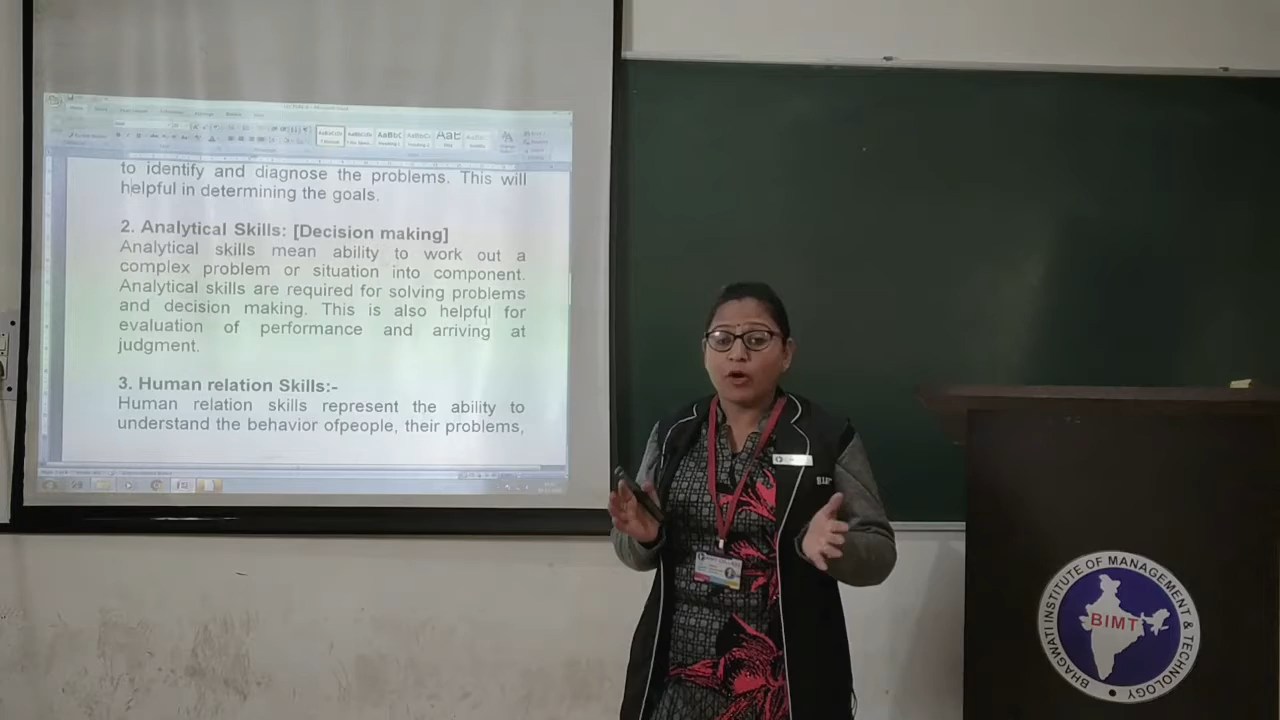 to identify and diagnose the problems. This will
helpful in determining the goals.
2. Analytical Skills: [Decision making]
Analytical skills mean ability to work out a
complex problem or situation into component.
Analytical skills are required for solving problems
and decision making. This is also helpful for
evaluation of performance and arriving at
judgment.
3. Human relation Skills:-
Human relation skills represent the ability to
understand the behavior ofpeople, their problems,
BHAGWATI INSTITUTE OF MANAGEMENT & TECHNOLOGY
BIMT